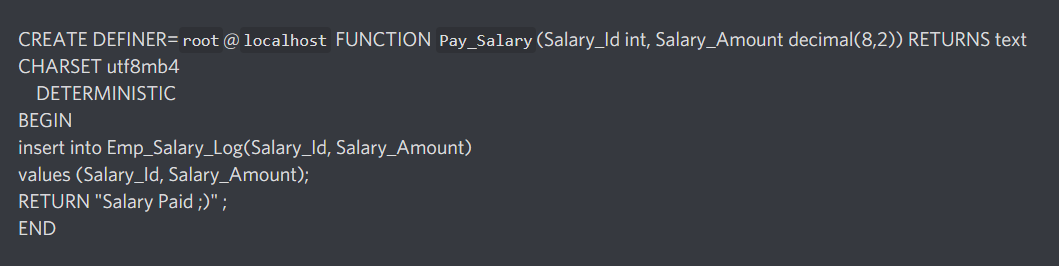 CREATE DEFINER=root@localhost FUNCTION Pay_Salary(Salary_Id int, Salary_Amount decimal(8,2)) RETURNS text
CHARSET utf8mb4
DETERMINISTIC
BEGIN
insert into Emp_Salary_Log(Salary_Id, Salary_Amount)
values (Salary_Id, Salary_Amount);
RETURN "Salary Paid ;)" ;
END